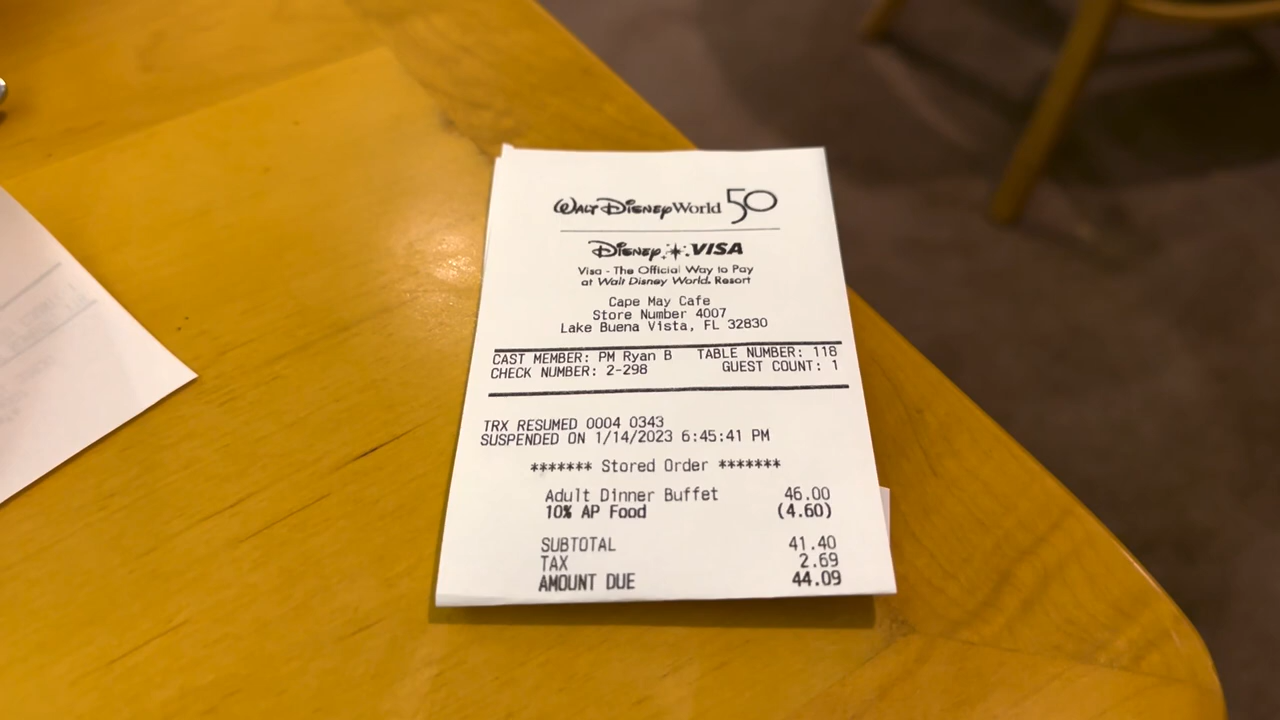 Walt Disney World 50
Disney VISA
Visa - The Official Way to Pay
at Walt Disney World. Resort
Cape May Cafe
Store Number 4007
Lake Buena Vista, FL 32830
CAST MEMBER: PM Ryan B TABLE NUMBER: 118
CHECK NUMBER: 2-298 GUEST COUNT: 1
TRX RESUMED 0004 0343
SUSPENDED ON 1/14/2023 6:45:41 PM
******* Stored Order *******
Adult Dinner Buffet 46.00
10% AP Food (4.60)
SUBTOTAL 41.40
TAX 2.69
AMOUNT DUE 44.09